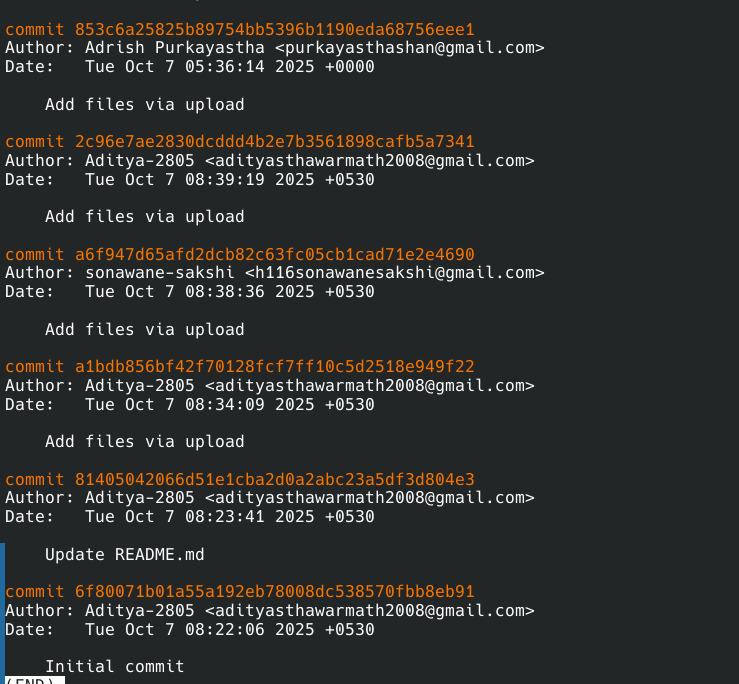 commit 853c6a25825b89754bb5396b1190eda68756eee1
Author: Adrish Purkayastha <purkayasthashan@gmail.com>
Date:   Tue Oct 7 05:36:14 2025 +0000
Add files via upload
commit 2c96e7ae2830dcddd4b2e7b3561898cafb5a7341
Author: Aditya-2805 <adityasthawarmath2008@gmail.com>
Date:   Tue Oct 7 08:39:19 2025 +0530
Add files via upload
commit a6f947d65afd2dcb82c63fc05cb1cad71e2e4690
Author: sonawane-sakshi <h116sonawanesakshi@gmail.com>
Date:   Tue Oct 7 08:38:36 2025 +0530
Add files via upload
commit a1bdb856bf42f70128fcf7ff10c5d2518e949f22
Author: Aditya-2805 <adityasthawarmath2008@gmail.com>
Date:   Tue Oct 7 08:34:09 2025 +0530
Add files via upload
commit 81405042066d51e1cba2d0a2abc23a5df3d804e3
Author: Aditya-2805 <adityasthawarmath2008@gmail.com>
Date:   Tue Oct 7 08:23:41 2025 +0530
Update README.md
commit 6f80071b01a55a192eb78008dc538570fbb8eb91
Author: Aditya-2805 <adityasthawarmath2008@gmail.com>
Date:   Tue Oct 7 08:22:06 2025 +0530
Initial commit
(END)